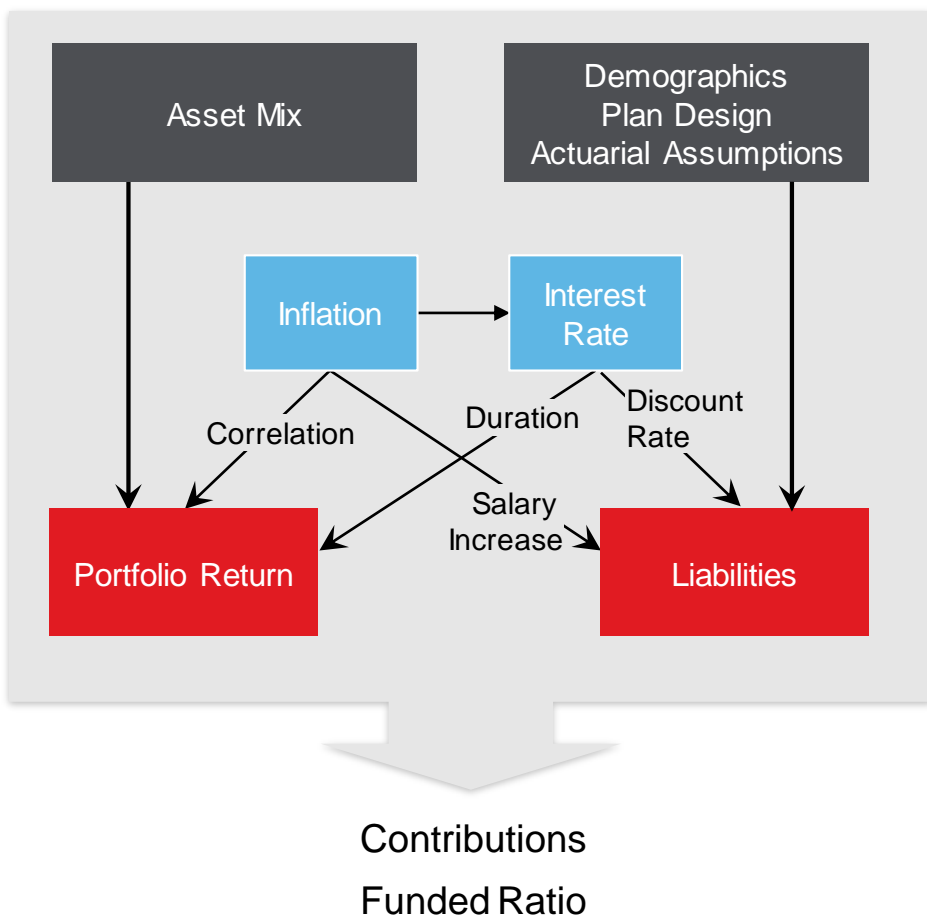 Asset Mix
Demographics
Plan Design
Actuarial Assumptions
Inflation
Interest
Rate
Correlation
Duration
Discount
Rate
Salary
Increase
Portfolio Return
Liabilities
Contributions
Funded Ratio